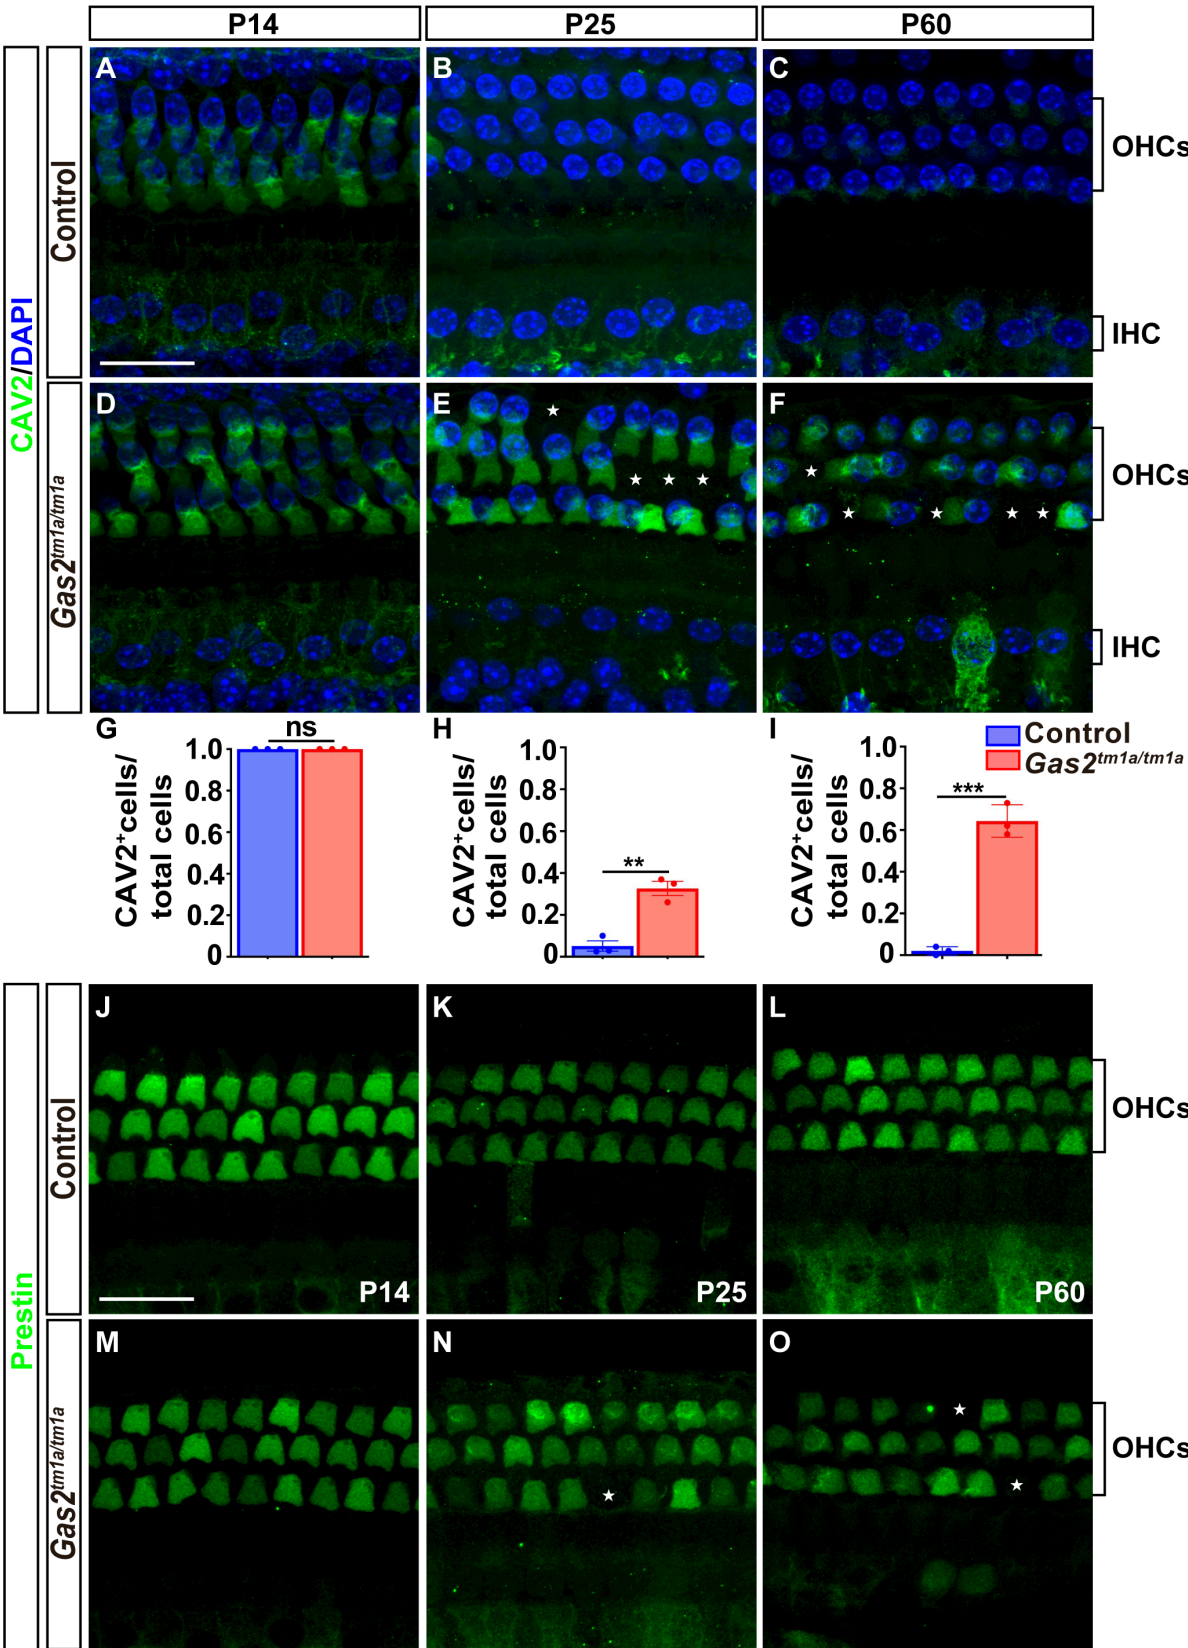 P14 P25 P60
CAV2/DAPI
Control
A B C
OHCs
IHC
Gas2tm1a/tm1a
D E F
OHCs
IHC
G H I
Control
Gas2tm1a/tm1a
CAV2+cells/
total cells
ns
1.0
0.8
0.6
0.4
0.2
0
CAV2+cells/
total cells
**
1.0
0.8
0.6
0.4
0.2
0
CAV2+cells/
total cells
***
1.0
0.8
0.6
0.4
0.2
0
Prestin
Control
J K L
OHCs
P14 P25 P60
Gas2tm1a/tm1a
M N O
OHCs